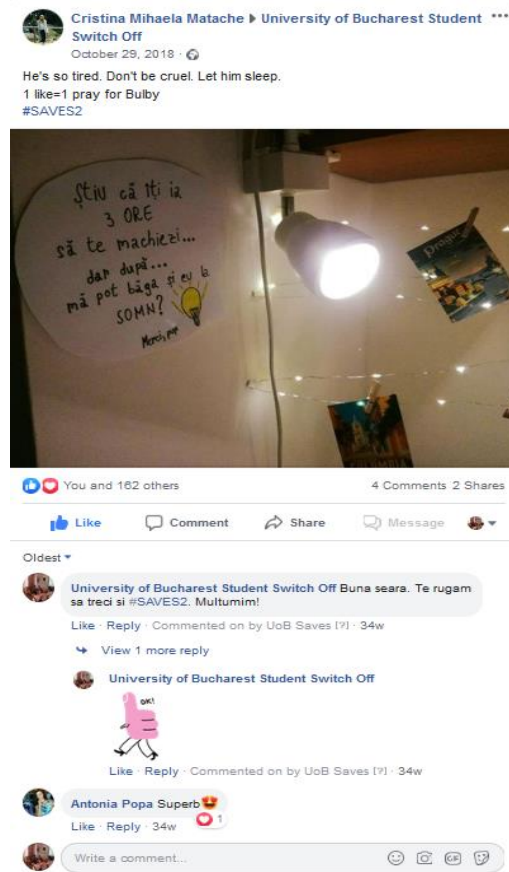 Cristina Mihaela Matache ▶ University of Bucharest Student
Switch Off
October 29, 2018 ·
He's so tired. Don't be cruel. Let him sleep.
1 like=1 pray for Bulby
#SAVES2
Știu că îți ia
3 ORE
să te machiezi...
dar după...
mă pot băga și eu la
SOMN?
Prague
You and 162 others
4 Comments 2 Shares
Like Comment Share Message
Oldest
University of Bucharest Student Switch Off Buna seara. Te rugam
sa treci si #SAVES2. Multumim!
Like · Reply · Commented on by UoB Saves [?] · 34w
View 1 more reply
University of Bucharest Student Switch Off
OK!
Like · Reply · Commented on by UoB Saves [?] · 34w
Antonia Popa Superb
1
Like · Reply · 34w
Write a comment...
GIF